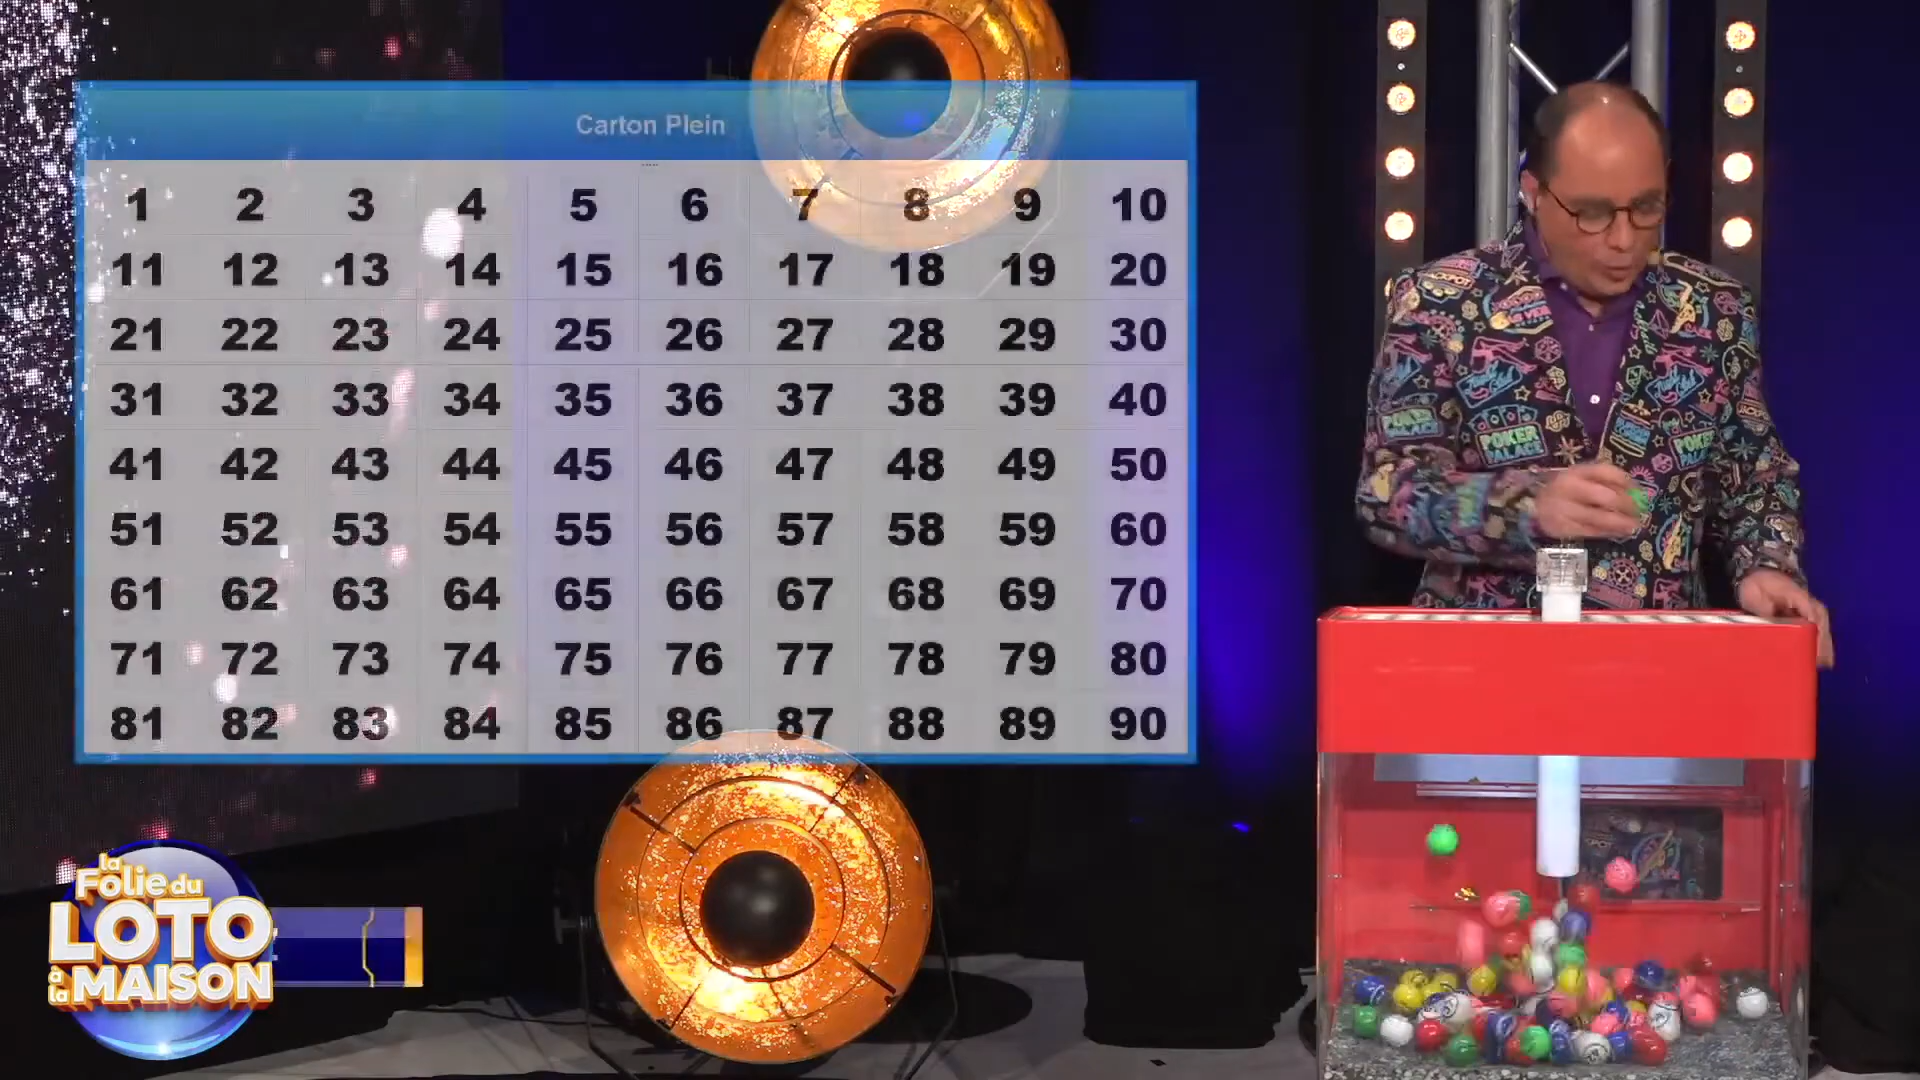 Carton Plein
1 2 3 4 5 6 7 8 9 10
11 12 13 14 15 16 17 18 19 20
21 22 23 24 25 26 27 28 29 30
31 32 33 34 35 36 37 38 39 40
41 42 43 44 45 46 47 48 49 50
51 52 53 54 55 56 57 58 59 60
61 62 63 64 65 66 67 68 69 70
71 72 73 74 75 76 77 78 79 80
81 82 83 84 85 86 87 88 89 90
JACKPOT
POKER
PALACE
POKER
la
Folie du
LOTO
à
la MAISON